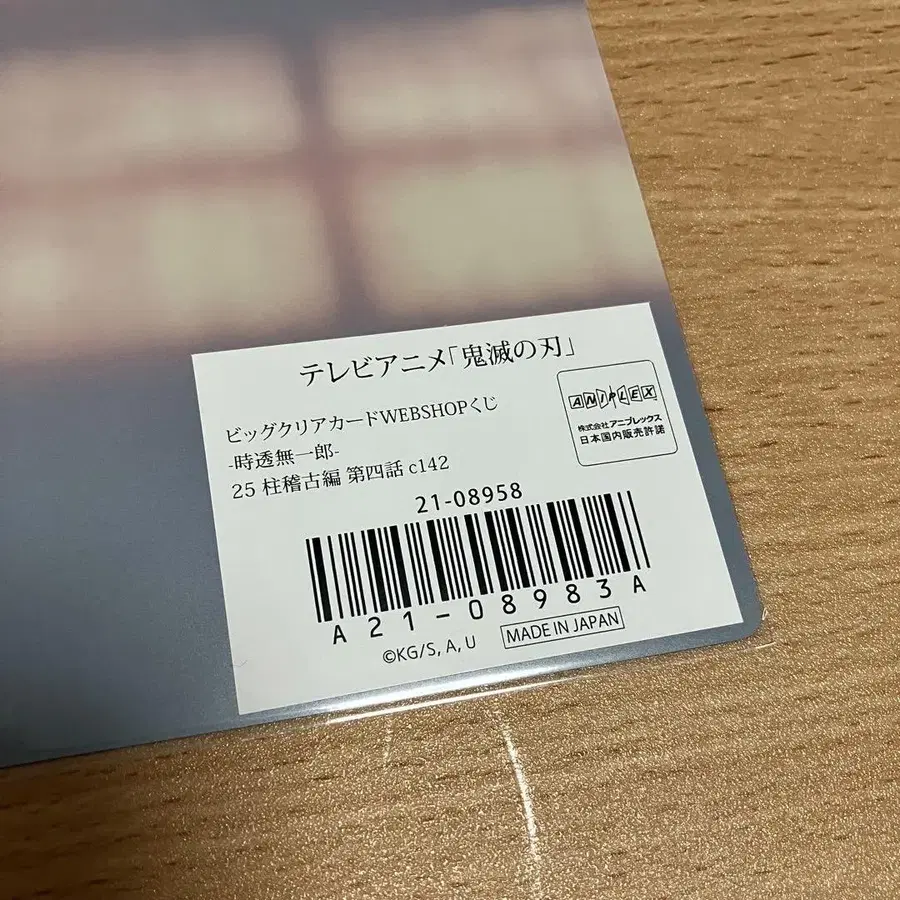 テレビアニメ「鬼滅の刃」
ビッグクリアカードWEBSHOPくじ
-時透無一郎-
25 柱稽古編 第四話 c142
ANIPLEX
株式会社アニプレックス
日本国内販売許諾
21-08958
A21-08983A
©KG/S, A, U
MADE IN JAPAN